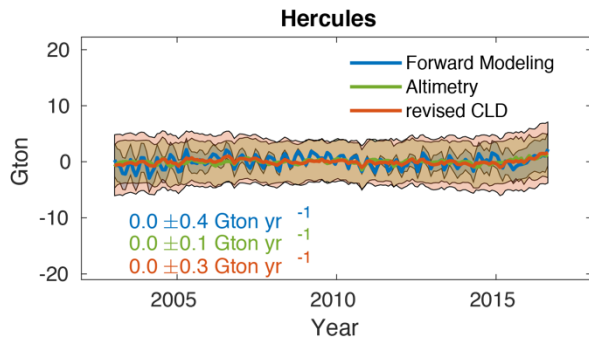 Hercules
20
10
0
-10
-20
Gton
Forward Modeling
Altimetry
revised CLD
0.0 ±0.4 Gton yr -1
0.0 ±0.1 Gton yr -1
0.0 ±0.3 Gton yr -1
2005
2010
2015
Year